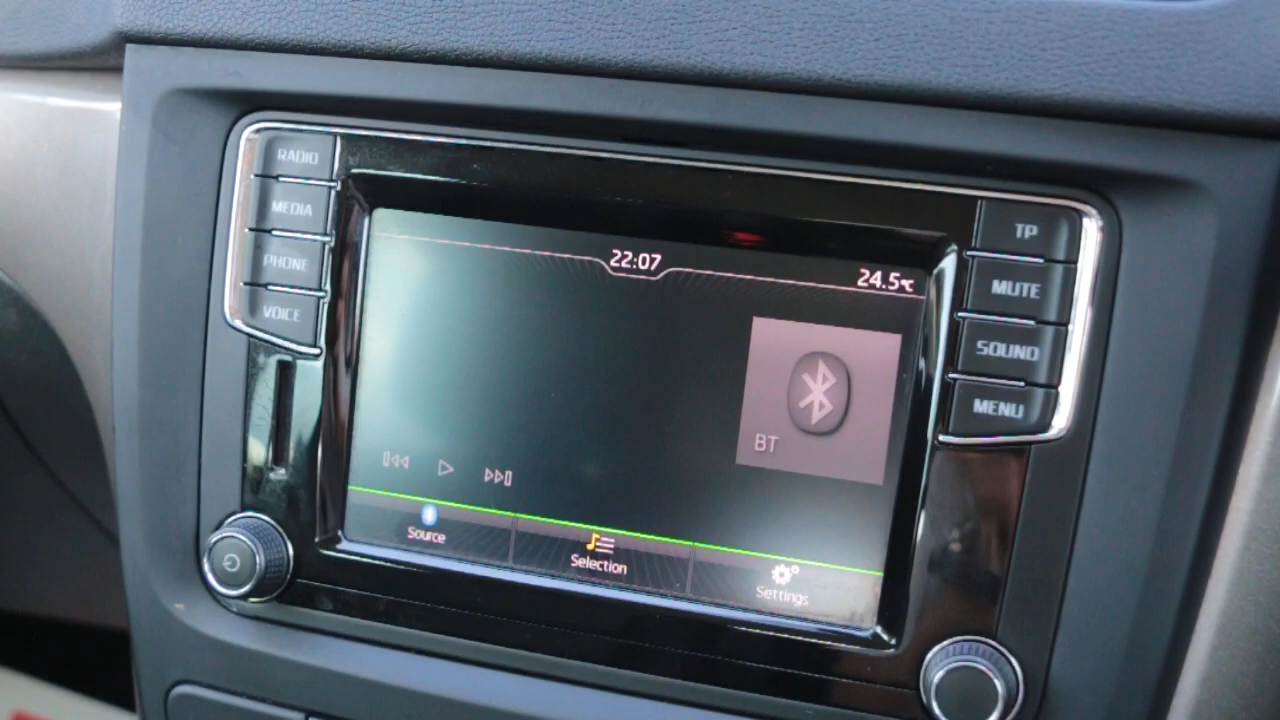 RADIO
MEDIA
PHONE
VOICE
22:07
24.5°C
BT
Source
Selection
Settings
TP
MUTE
SOUND
MENU